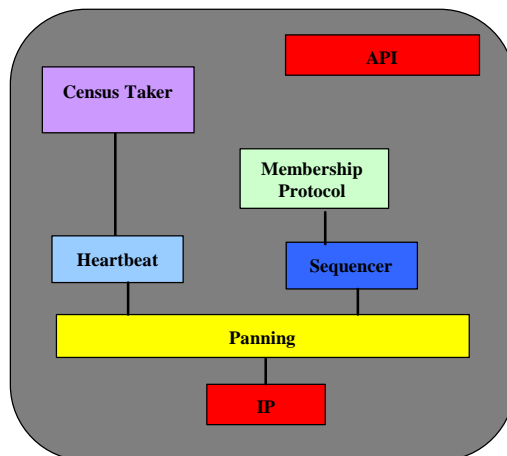 API
Census Taker
Membership
Protocol
Heartbeat
Sequencer
Panning
IP